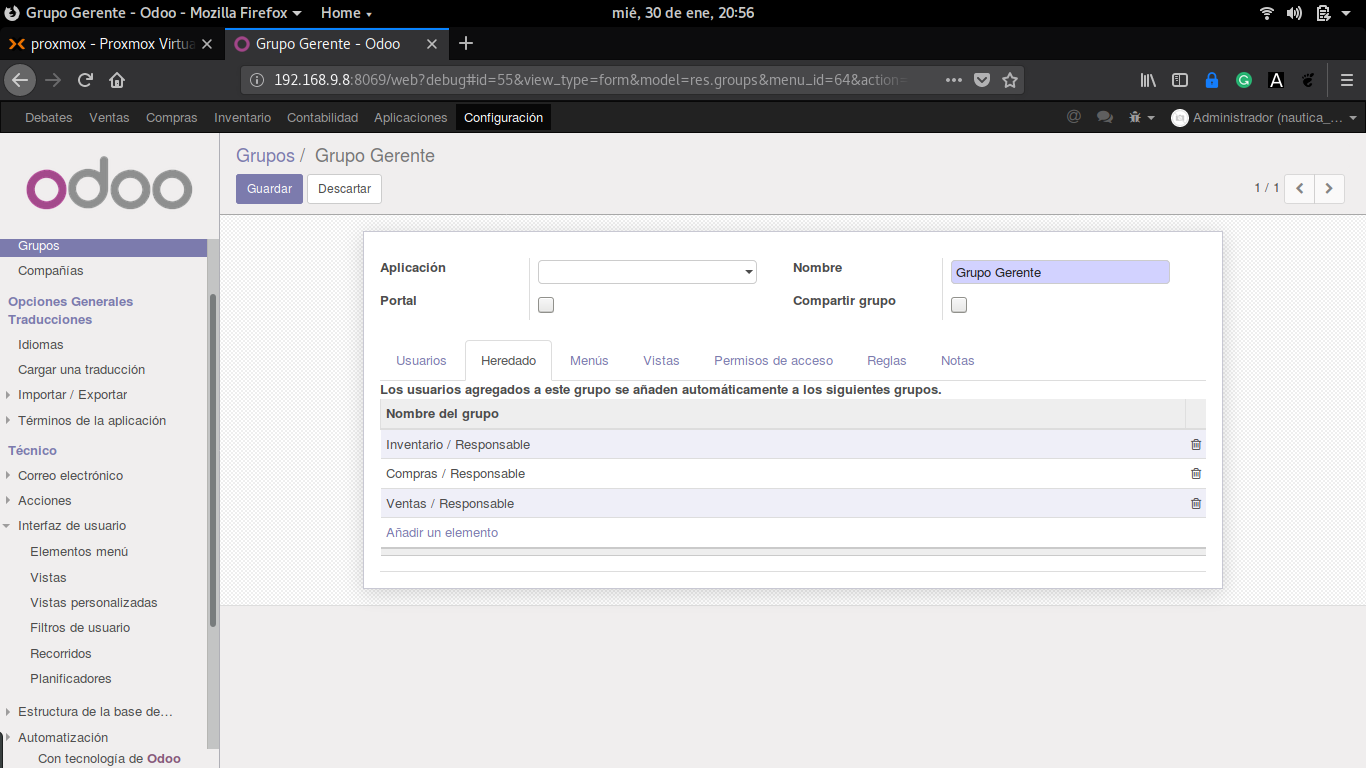 Grupo Gerente - Odoo - Mozilla Firefox Home mié, 30 de ene, 20:56
proxmox - Proxmox Virtua Grupo Gerente - Odoo
192.168.9.8:8069/web?debug#id=55&view_type=form&model=res.groups&menu_id=64&action=
Debates Ventas Compras Inventario Contabilidad Aplicaciones Configuración @ Administrador (nautica_...
odoo
Grupos / Grupo Gerente
Guardar Descartar 1 / 1
Grupos
Compañías
Opciones Generales
Traducciones
Idiomas
Cargar una traducción
Importar / Exportar
Términos de la aplicación
Técnico
Correo electrónico
Acciones
Interfaz de usuario
Elementos menú
Vistas
Vistas personalizadas
Filtros de usuario
Recorridos
Planificadores
Estructura de la base de...
Automatización
Con tecnología de Odoo
Aplicación Nombre Grupo Gerente
Portal Compartir grupo
Usuarios Heredado Menús Vistas Permisos de acceso Reglas Notas
Los usuarios agregados a este grupo se añaden automáticamente a los siguientes grupos.
Nombre del grupo
Inventario / Responsable
Compras / Responsable
Ventas / Responsable
Añadir un elemento